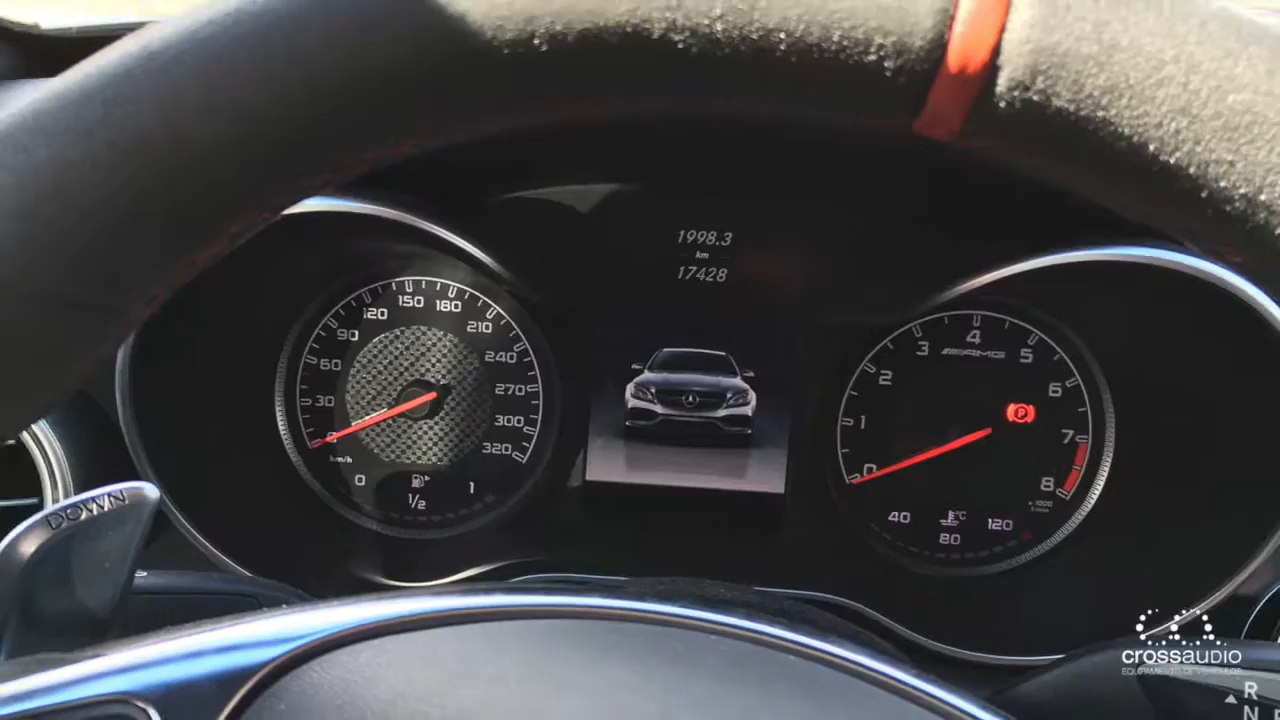 1998.3
km
17428
0
30
60
90
120
150
180
210
240
270
300
320
km/h
0
1/2
1
0
1
2
3
4
5
6
7
8
AMG
P
x 1000
1/min
°C
40
80
120
DOWN
crossaudio
R
N